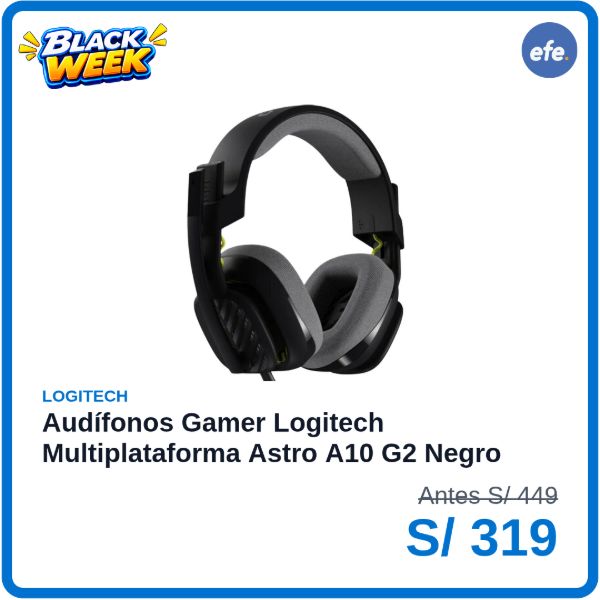 BLACK
WEEK
efe.
LOGITECH
Audífonos Gamer Logitech
Multiplataforma Astro A10 G2 Negro
Antes S/ 449
S/ 319